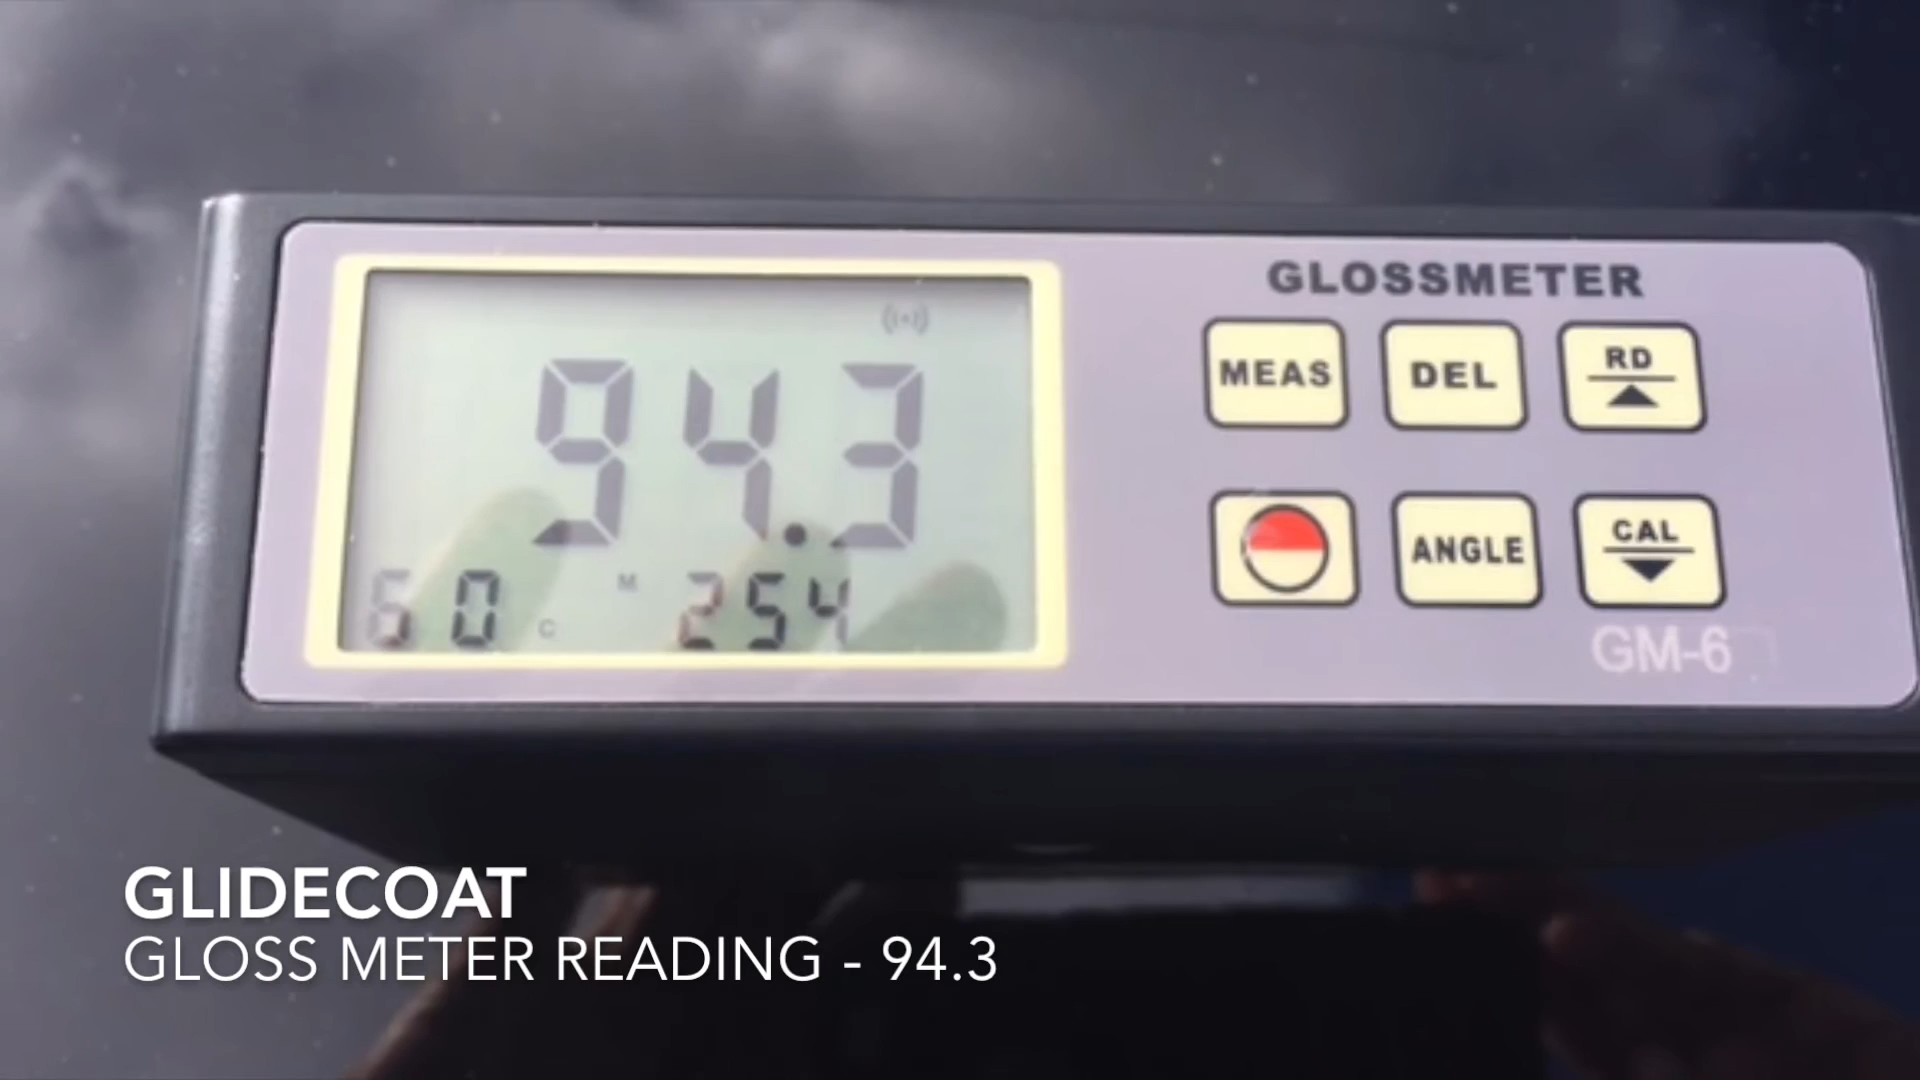 GLOSSMETER
94.3
60 C M 254
MEAS DEL RD
ANGLE CAL
GM-6
GLIDECOAT
GLOSS METER READING - 94.3